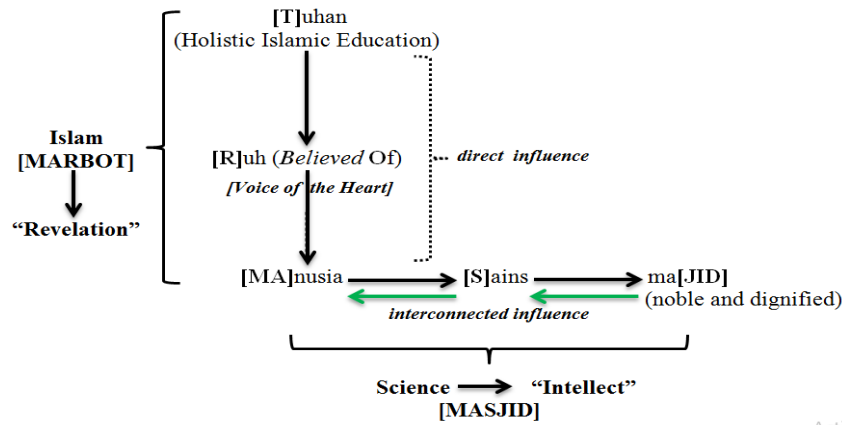 [T]uhan
(Holistic Islamic Education)
Islam
[MARBOT]
“Revelation”
[R]uh (Believed Of)
[Voice of the Heart]
direct influence
[MA]nusia
[S]ains
ma[JID]
(noble and dignified)
interconnected influence
Science
“Intellect”
[MASJID]